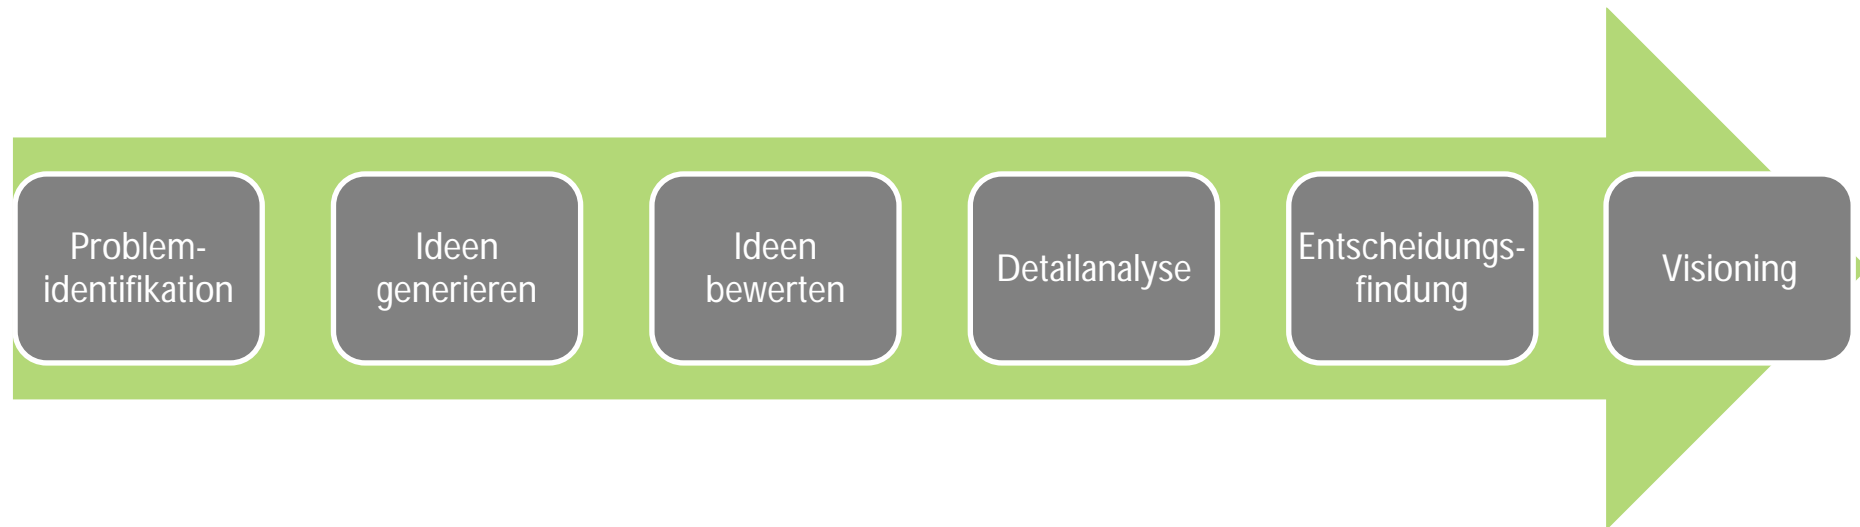 Problem-
identifikation
Ideen
generieren
Ideen
bewerten
Detailanalyse
Entscheidungs-
findung
Visioning